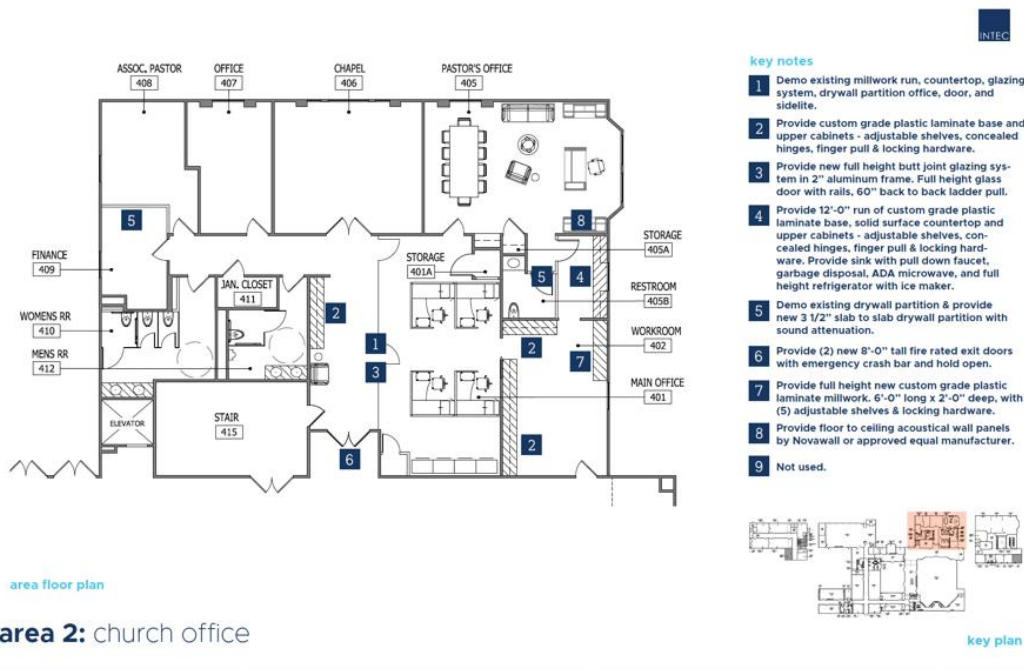 INTEC
ASSOC. PASTOR
408
OFFICE
407
CHAPEL
406
PASTOR'S OFFICE
405
5
8
FINANCE
409
STORAGE
401A
STORAGE
405A
JAN. CLOSET
411
5
4
RESTROOM
405B
WOMENS RR
410
2
1
2
7
WORKROOM
402
MENS RR
412
3
MAIN OFFICE
401
ELEVATOR
STAIR
415
6
2
key notes
1 Demo existing millwork run, countertop, glazing
system, drywall partition office, door, and
sidelite.
2 Provide custom grade plastic laminate base and
upper cabinets - adjustable shelves, concealed
hinges, finger pull & locking hardware.
3 Provide new full height butt joint glazing sys-
tem in 2" aluminum frame. Full height glass
door with rails, 60" back to back ladder pull.
4 Provide 12'-0" run of custom grade plastic
laminate base, solid surface countertop and
upper cabinets - adjustable shelves, con-
cealed hinges, finger pull & locking hard-
ware. Provide sink with pull down faucet,
garbage disposal, ADA microwave, and full
height refrigerator with ice maker.
5 Demo existing drywall partition & provide
new 3 1/2" slab to slab drywall partition with
sound attenuation.
6 Provide (2) new 8'-0" tall fire rated exit doors
with emergency crash bar and hold open.
7 Provide full height new custom grade plastic
laminate millwork. 6'-0" long x 2'-0" deep, with
(5) adjustable shelves & locking hardware.
8 Provide floor to ceiling acoustical wall panels
by Novawall or approved equal manufacturer.
9 Not used.
area floor plan
area 2: church office
key plan